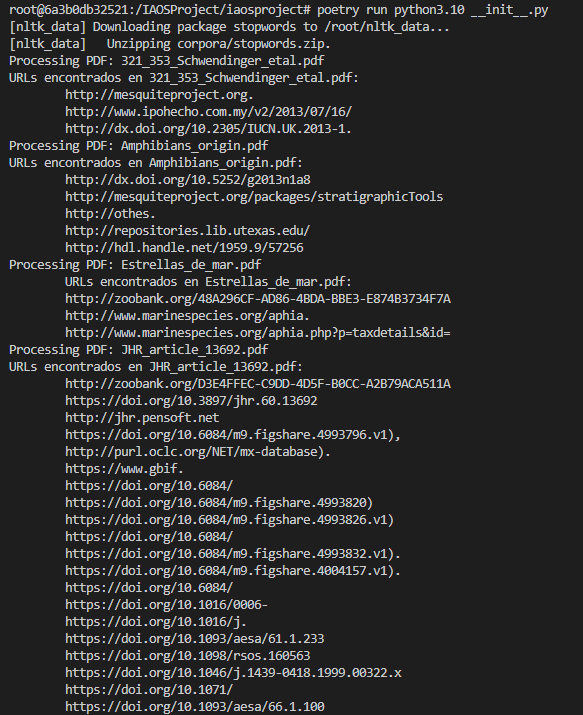 root@6a3b0db32521:/IAOSProject/iaosproject# poetry run python3.10 __init__.py
[nltk_data] Downloading package stopwords to /root/nltk_data...
[nltk_data]   Unzipping corpora/stopwords.zip.
Processing PDF: 321_353_Schwendinger_etal.pdf
URLs encontrados en 321_353_Schwendinger_etal.pdf:
http://mesquiteproject.org.
http://www.ipohecho.com.my/v2/2013/07/16/
http://dx.doi.org/10.2305/IUCN.UK.2013-1.
Processing PDF: Amphibians_origin.pdf
URLs encontrados en Amphibians_origin.pdf:
http://dx.doi.org/10.5252/g2013n1a8
http://mesquiteproject.org/packages/stratigraphicTools
http://othes.
http://repositories.lib.utexas.edu/
http://hdl.handle.net/1959.9/57256
Processing PDF: Estrellas_de_mar.pdf
URLs encontrados en Estrellas_de_mar.pdf:
http://zoobank.org/48A296CF-AD86-4BDA-BBE3-E874B3734F7A
http://www.marinespecies.org/aphia.
http://www.marinespecies.org/aphia.php?p=taxdetails&id=
Processing PDF: JHR_article_13692.pdf
URLs encontrados en JHR_article_13692.pdf:
http://zoobank.org/D3E4FFEC-C9DD-4D5F-B0CC-A2B79ACA511A
https://doi.org/10.3897/jhr.60.13692
http://jhr.pensoft.net
https://doi.org/10.6084/m9.figshare.4993796.v1),
http://purl.oclc.org/NET/mx-database).
https://www.gbif.
https://doi.org/10.6084/
https://doi.org/10.6084/m9.figshare.4993820)
https://doi.org/10.6084/m9.figshare.4993826.v1)
https://doi.org/10.6084/
https://doi.org/10.6084/m9.figshare.4993832.v1).
https://doi.org/10.6084/m9.figshare.4004157.v1).
https://doi.org/10.6084/
https://doi.org/10.1016/0006-
https://doi.org/10.1016/j.
https://doi.org/10.1093/aesa/61.1.233
https://doi.org/10.1098/rsos.160563
https://doi.org/10.1046/j.1439-0418.1999.00322.x
https://doi.org/10.1071/
https://doi.org/10.1093/aesa/66.1.100